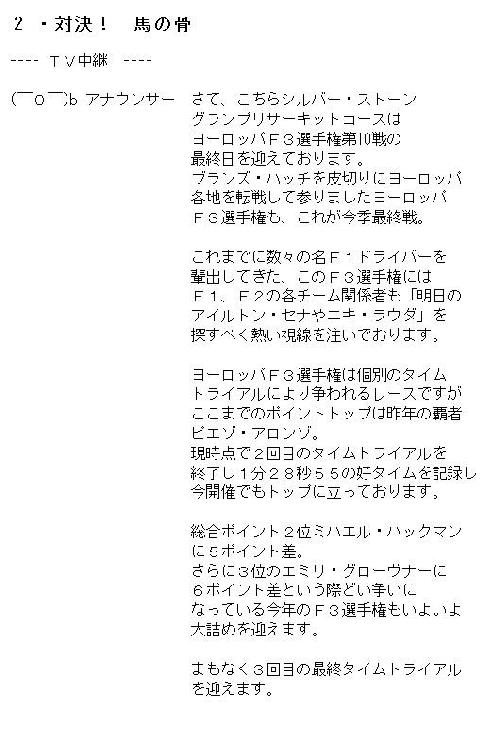 ２・対決！　馬の骨
---- ＴＶ中継 ----
(￣０￣)b アナウンサー　さて、こちらシルバー・ストーン
グランプリサーキットコースは
ヨーロッパＦ３選手権第10戦の
最終日を迎えております。
ブランズ・ハッチを皮切りにヨーロッパ
各地を転戦して参りましたヨーロッパ
Ｆ３選手権も、これが今季最終戦。
これまでに数々の名Ｆ１ドライバーを
輩出してきた、このＦ３選手権には
Ｆ１、Ｆ２の各チーム関係者も「明日の
アイルトン・セナやニキ・ラウダ」を
探すべく熱い視線を注いでおります。
ヨーロッパＦ３選手権は個別のタイム
トライアルにより争われるレースですが
ここまでのポイントトップは昨年の覇者
ピエゾ・アロンゾ。
現時点で２回目のタイムトライアルを
終了し１分２８秒５５の好タイムを記録し
今開催でもトップに立っております。
総合ポイント２位ミハエル・ハックマン
に５ポイント差。
さらに３位のエミリ・グローヴナーに
６ポイント差という際どい争いに
なっている今年のＦ３選手権もいよいよ
大詰めを迎えます。
まもなく３回目の最終タイムトライアル
を迎えます。